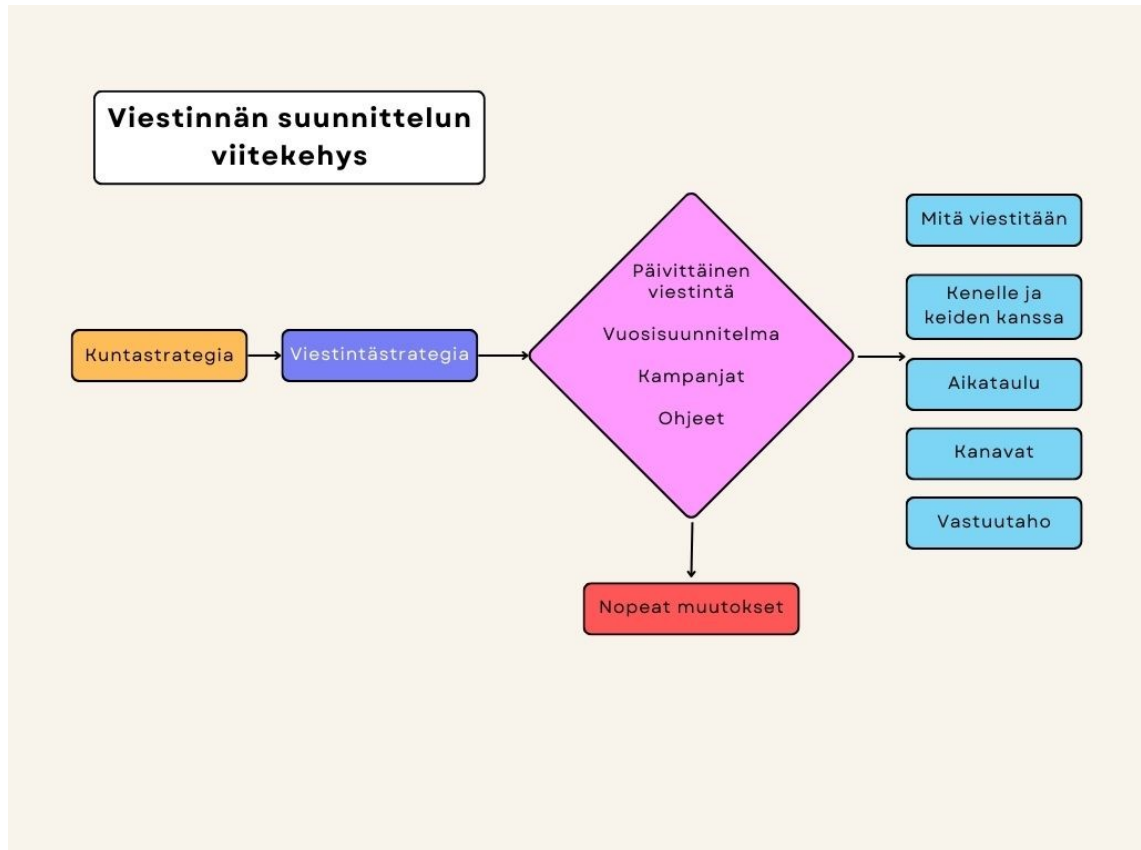 Viestinnän suunnittelun
viitekehys
Kuntastrategia
Viestintästrategia
Päivittäinen
viestintä
Vuosisuunnitelma
Kampanjat
Ohjeet
Mitä viestitään
Kenelle ja
keiden kanssa
Aikataulu
Kanavat
Vastuutaho
Nopeat muutokset